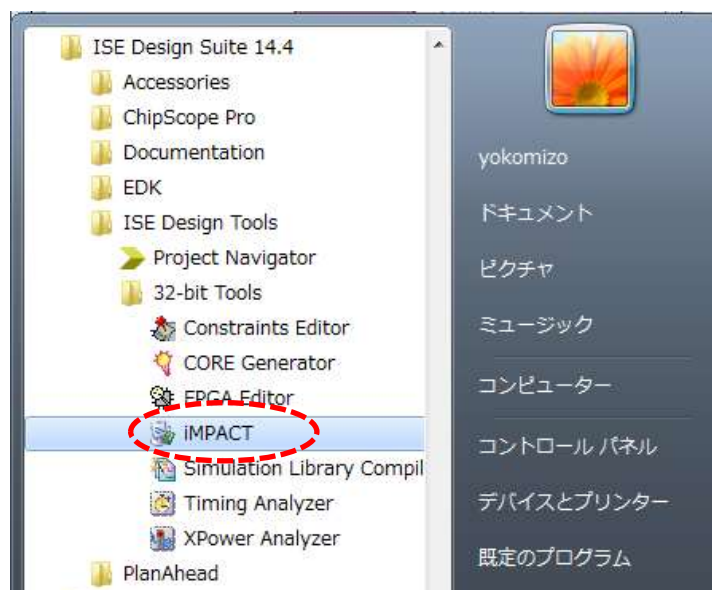 ISE Design Suite 14.4
Accessories
ChipScope Pro
Documentation
EDK
ISE Design Tools
Project Navigator
32-bit Tools
Constraints Editor
CORE Generator
FPGA Editor
iMPACT
Simulation Library Compil
Timing Analyzer
XPower Analyzer
PlanAhead
yokomizo
ドキュメント
ピクチャ
ミュージック
コンピューター
コントロール パネル
デバイスとプリンター
既定のプログラム